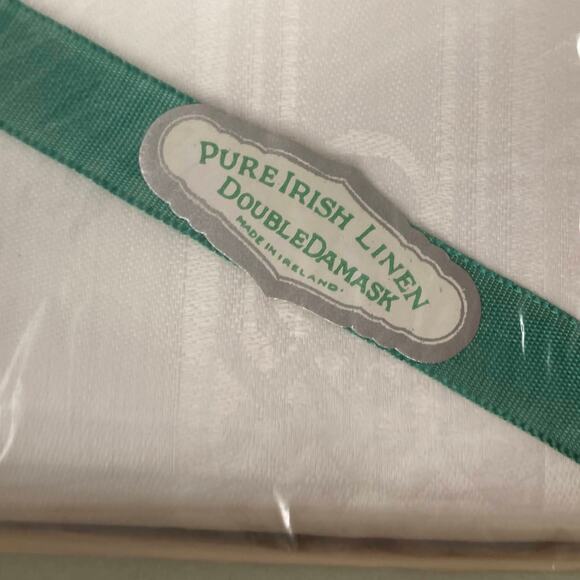 PURE IRISH LINEN
DOUBLE DAMASK
MADE IN IRELAND